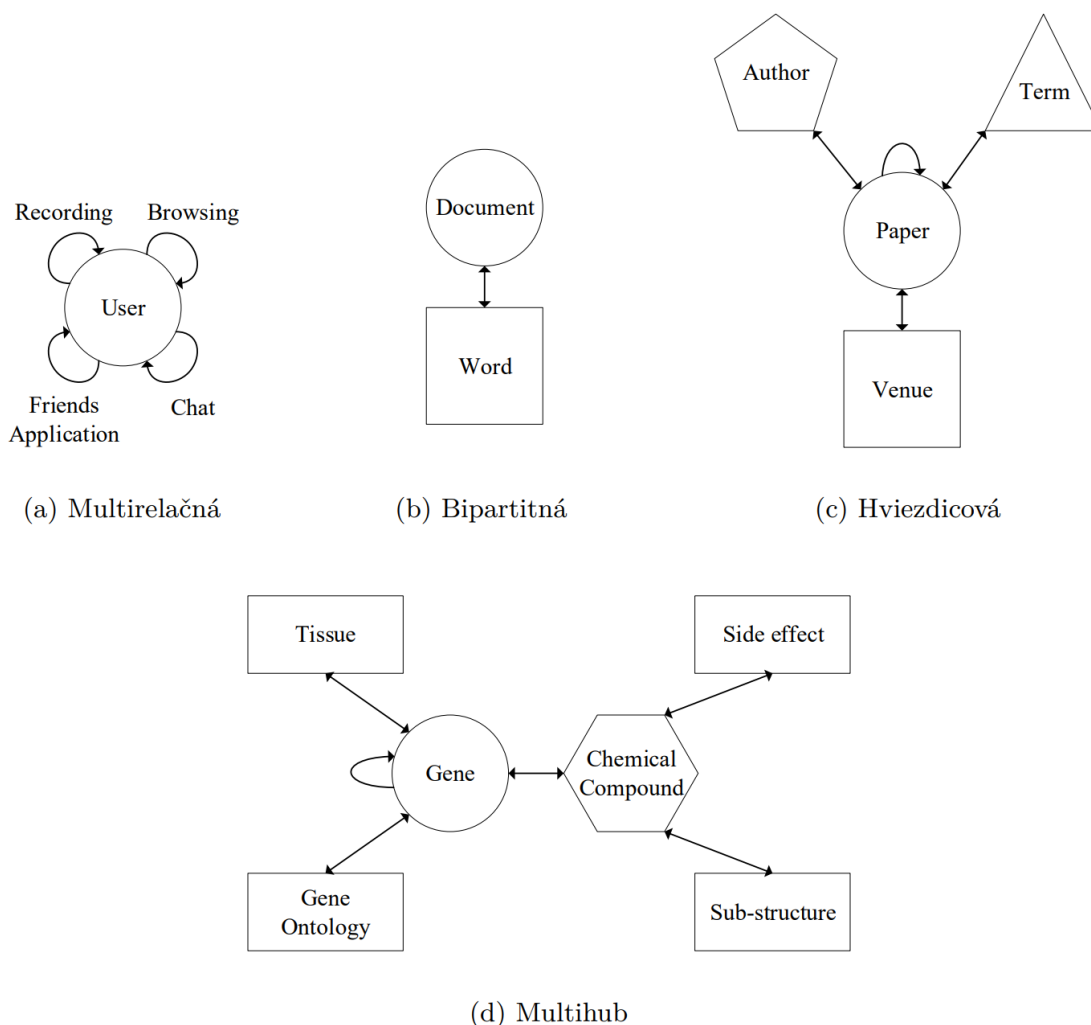 Recording
Browsing
User
Friends
Application
Chat
(a) Multirelačná
Document
Word
(b) Bipartitná
Author
Term
Paper
Venue
(c) Hviezdicová
Tissue
Side effect
Gene
Chemical
Compound
Gene
Ontology
Sub-structure
(d) Multihub